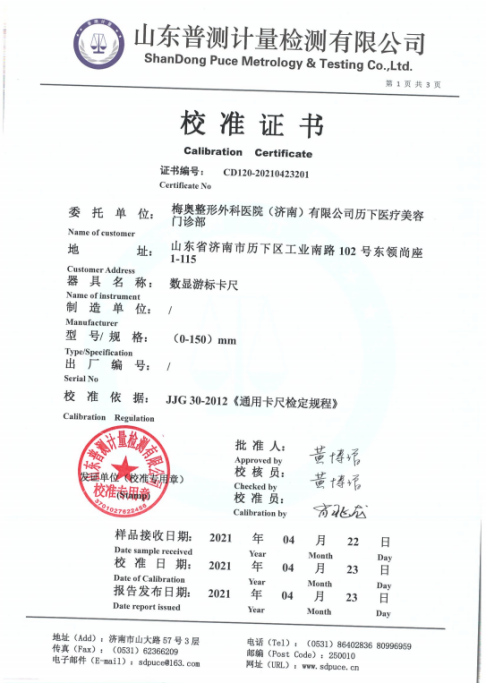 山东普测计量检测有限公司
ShanDong Puce Metrology & Testing Co.,Ltd.
第 1 页 共 3 页
校 准 证 书
Calibration Certificate
证书编号: CD120-20210423201
Certificate No
委 托 单 位: 梅奥整形外科医院（济南）有限公司历下医疗美容
门诊部
Name of customer
地 址: 山东省济南市历下区工业南路 102 号东领尚座
1-115
Customer Address
器 具 名 称: 数显游标卡尺
Name of instrument
制 造 单 位: /
Manufacturer
型 号/ 规 格: （0-150）mm
Type/Specification
出 厂 编 号: /
Serial No
校 准 依 据: JJG 30-2012《通用卡尺检定规程》
Calibration Regulation
山东普测计量检测有限公司
校准专用章
3701027622486
发证单位（校准专用章）
(Stamp)
批 准 人: 黄博滔
Approved by
校 核 员: 黄博滔
Checked by
校 准 员:
Calibration by
样品接收日期: 2021 年 04 月 22 日
Date sample received Year Month Day
校 准 日 期: 2021 年 04 月 23 日
Date of Calibration Year Month Day
报告发布日期: 2021 年 04 月 23 日
Date report issued Year Month Day
地址（Add）: 济南市山大路 57 号 3 层
电话（Tel）: （0531）86402836 80996959
传真（Fax）: （0531）62366209
邮编（Post Code）: 250010
电子邮件（E-mail）: sdpuce@163.com
网址（URL）: www.sdpuce.cn